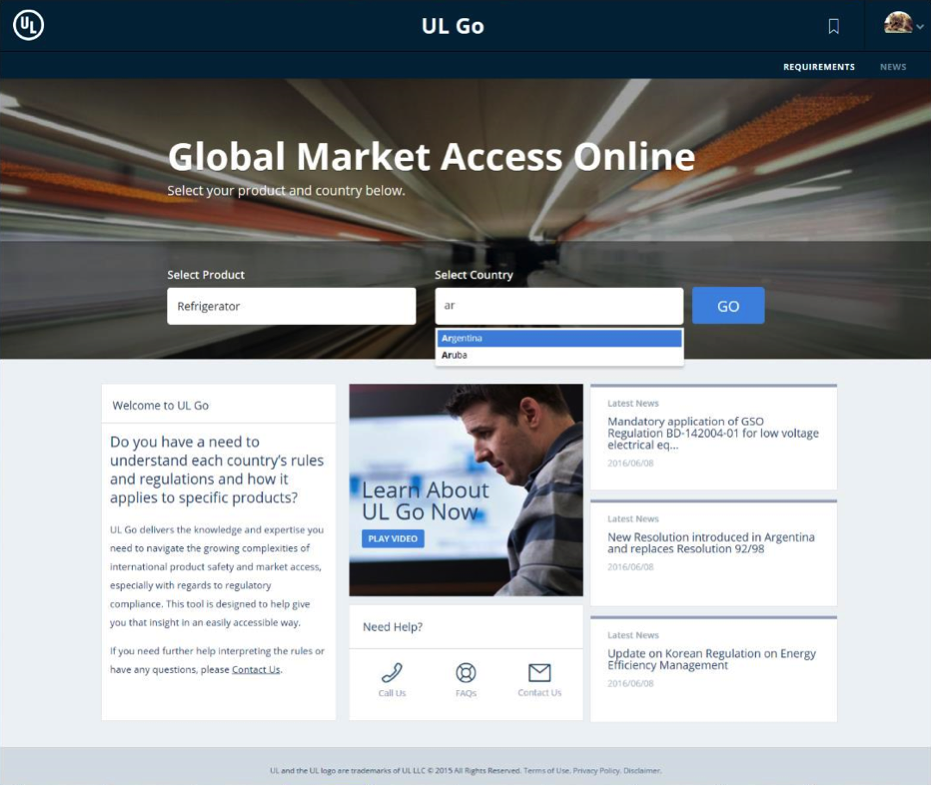 UL
UL Go
REQUIREMENTS NEWS
Global Market Access Online
Select your product and country below.
Select Product
Refrigerator
Select Country
ar
GO
Argentina
Aruba
Welcome to UL Go
Do you have a need to
understand each country's rules
and regulations and how it
applies to specific products?
UL Go delivers the knowledge and expertise you
need to navigate the growing complexities of
international product safety and market access,
especially with regards to regulatory
compliance. This tool is designed to help give
you that insight in an easily accessible way.
If you need further help interpreting the rules or
have any questions, please Contact Us.
Learn About
UL Go Now
PLAY VIDEO
Need Help?
Call Us
FAQs
Contact Us
Latest News
Mandatory application of GSO
Regulation BD-142004-01 for low voltage
electrical eq...
2016/06/08
Latest News
New Resolution introduced in Argentina
and replaces Resolution 92/98
2016/06/08
Latest News
Update on Korean Regulation on Energy
Efficiency Management
2016/06/08
UL and the UL logo are trademarks of UL LLC © 2015 All Rights Reserved. Terms of Use. Privacy Policy. Disclaimer.